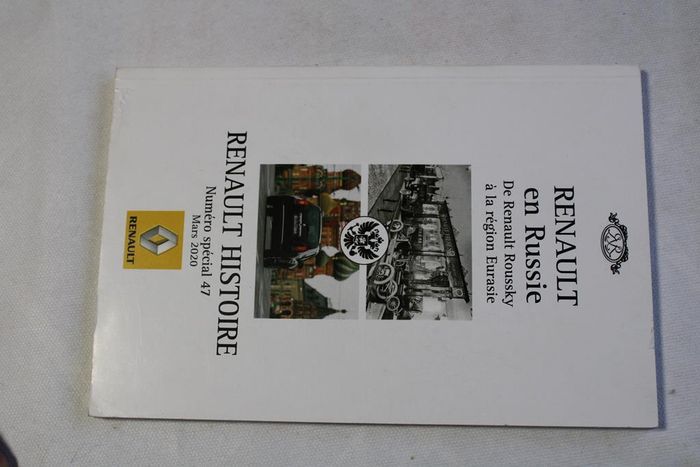 RENAULT
en Russie
De Renault Roussky
à la région Eurasie
RENAULT HISTOIRE
Numéro spécial 47
Mars 2020
RENAULT